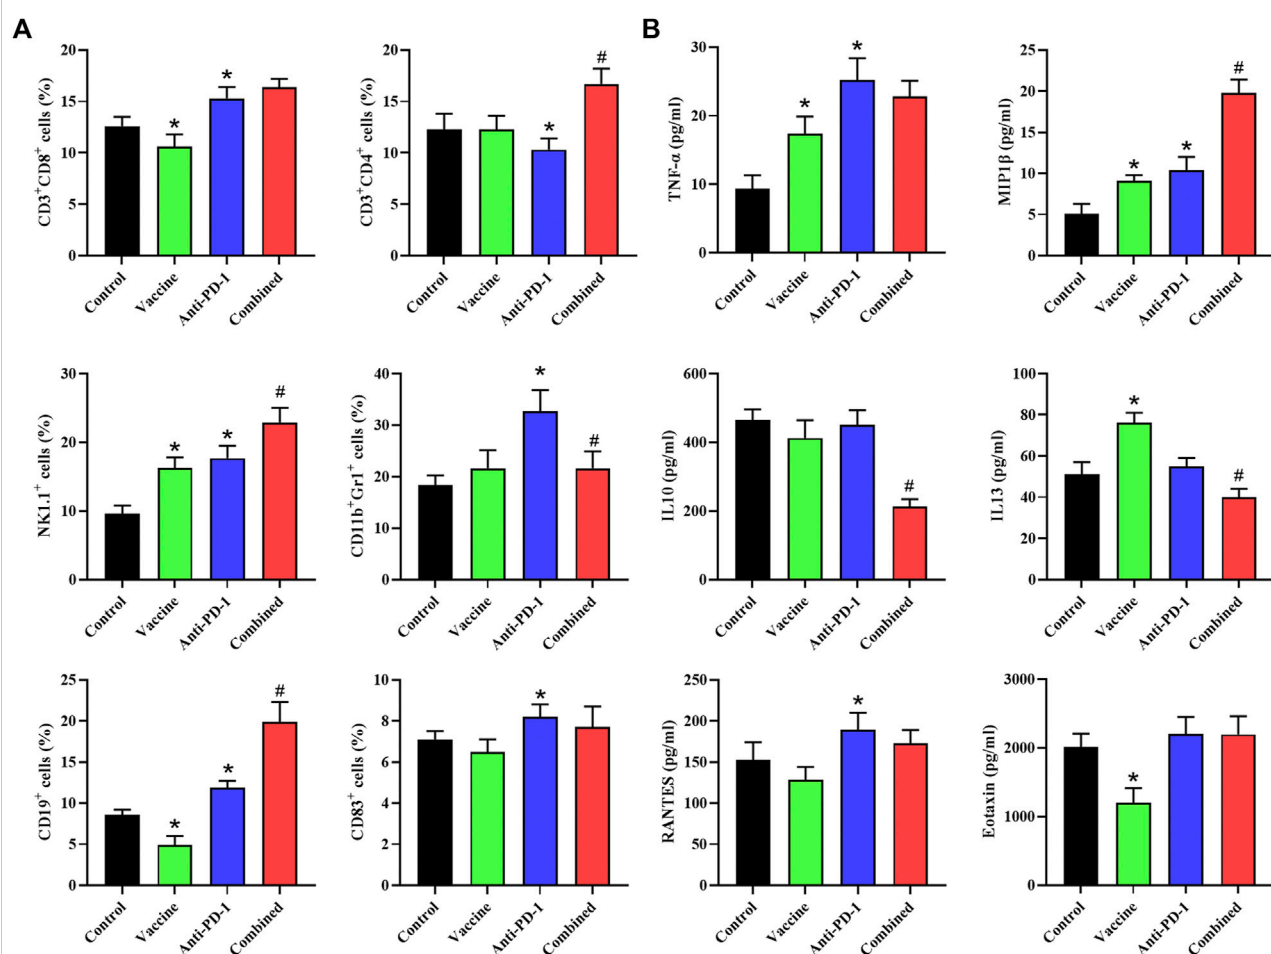 A
B
CD3+CD8+ cells (%)
20
15
10
5
0
*
*
Control
Vaccine
Anti-PD-1
Combined
CD3+CD4+ cells (%)
20
15
10
5
0
*
#
Control
Vaccine
Anti-PD-1
Combined
TNF-α (pg/ml)
30
20
10
0
*
*
Control
Vaccine
Anti-PD-1
Combined
MIP1β (pg/ml)
25
20
15
10
5
0
*
*
#
Control
Vaccine
Anti-PD-1
Combined
NK1.1+ cells (%)
30
20
10
0
*
*
#
Control
Vaccine
Anti-PD-1
Combined
CD11b+Gr1+ cells (%)
40
30
20
10
0
*
#
Control
Vaccine
Anti-PD-1
Combined
IL10 (pg/ml)
600
400
200
0
#
Control
Vaccine
Anti-PD-1
Combined
IL13 (pg/ml)
100
80
60
40
20
0
*
#
Control
Vaccine
Anti-PD-1
Combined
CD19+ cells (%)
25
20
15
10
5
0
*
*
#
Control
Vaccine
Anti-PD-1
Combined
CD83+ cells (%)
10
8
6
4
2
0
*
Control
Vaccine
Anti-PD-1
Combined
RANTES (pg/ml)
250
200
150
100
50
0
*
Control
Vaccine
Anti-PD-1
Combined
Eotaxin (pg/ml)
3000
2000
1000
0
*
Control
Vaccine
Anti-PD-1
Combined